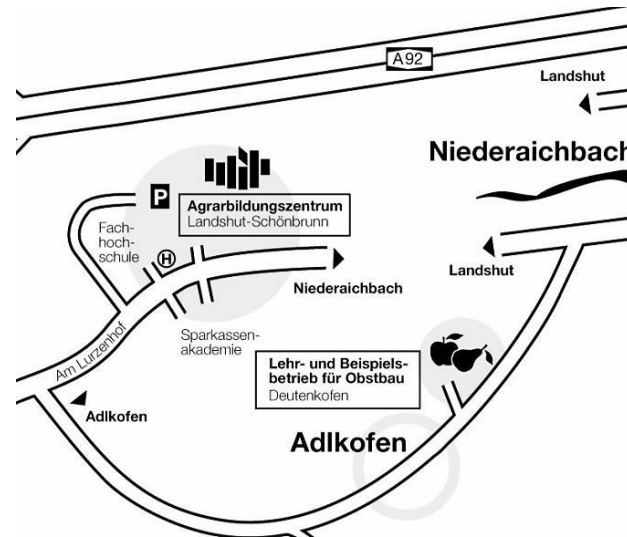 A92
Landshut
Niederaichbach
P
Agrarbildungszentrum
Landshut-Schönbrunn
Fach-
hoch-
schule
H
Landshut
Niederaichbach
Sparkassen-
akademie
Am Lurzenhof
Lehr- und Beispiels-
betrieb für Obstbau
Deutenkofen
Adlkofen
Adlkofen